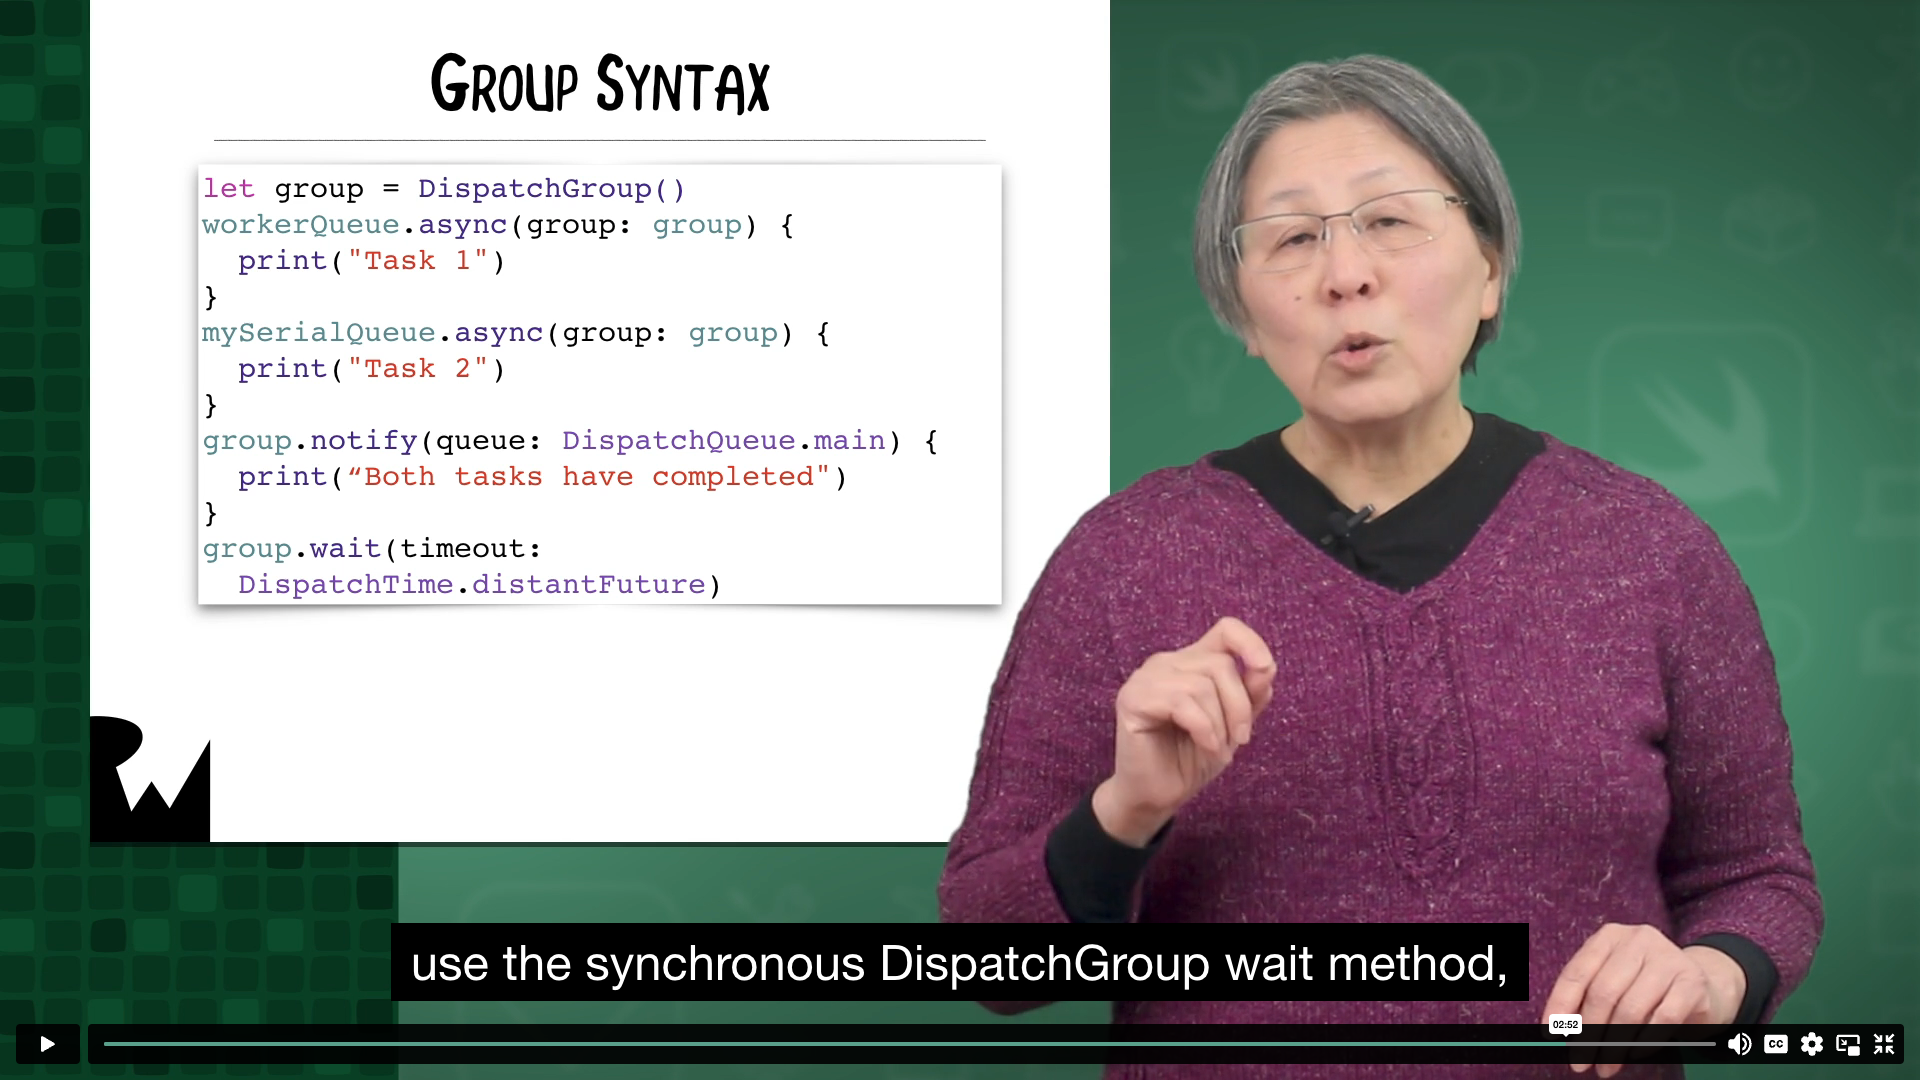 GROUP SYNTAX
let group = DispatchGroup()
workerQueue.async(group: group) {
  print("Task 1")
}
mySerialQueue.async(group: group) {
  print("Task 2")
}
group.notify(queue: DispatchQueue.main) {
  print(“Both tasks have completed")
}
group.wait(timeout:
  DispatchTime.distantFuture)
RW
use the synchronous DispatchGroup wait method,
02:52
CC